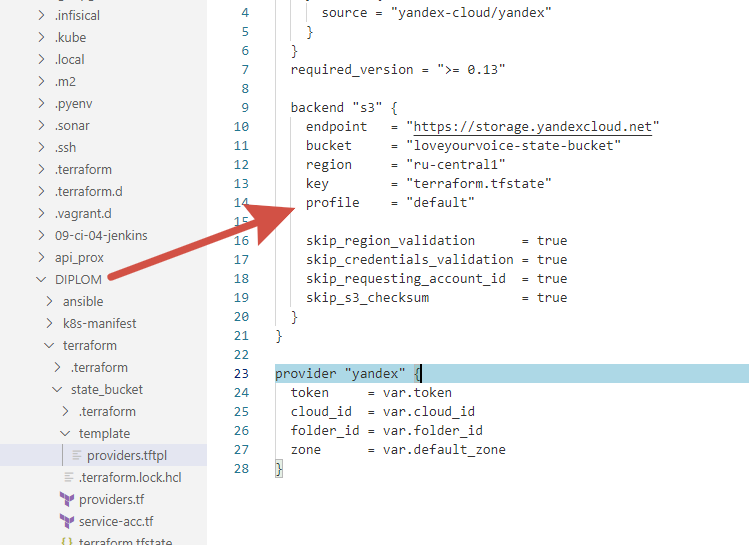 .infisical
.kube
.local
.m2
.pyenv
.sonar
.ssh
.terraform
.terraform.d
.vagrant.d
09-ci-04-jenkins
api_prox
DIPLOM
ansible
k8s-manifest
terraform
.terraform
state_bucket
.terraform
template
providers.tftpl
.terraform.lock.hcl
providers.tf
service-acc.tf
{} terraform.tfstate
4 source = "yandex-cloud/yandex"
5 }
6 }
7 required_version = ">= 0.13"
8
9 backend "s3" {
10 endpoint = "https://storage.yandexcloud.net"
11 bucket = "loveyourvoice-state-bucket"
12 region = "ru-central1"
13 key = "terraform.tfstate"
14 profile = "default"
15
16 skip_region_validation = true
17 skip_credentials_validation = true
18 skip_requesting_account_id = true
19 skip_s3_checksum = true
20 }
21 }
22
23 provider "yandex" {
24 token = var.token
25 cloud_id = var.cloud_id
26 folder_id = var.folder_id
27 zone = var.default_zone
28 }